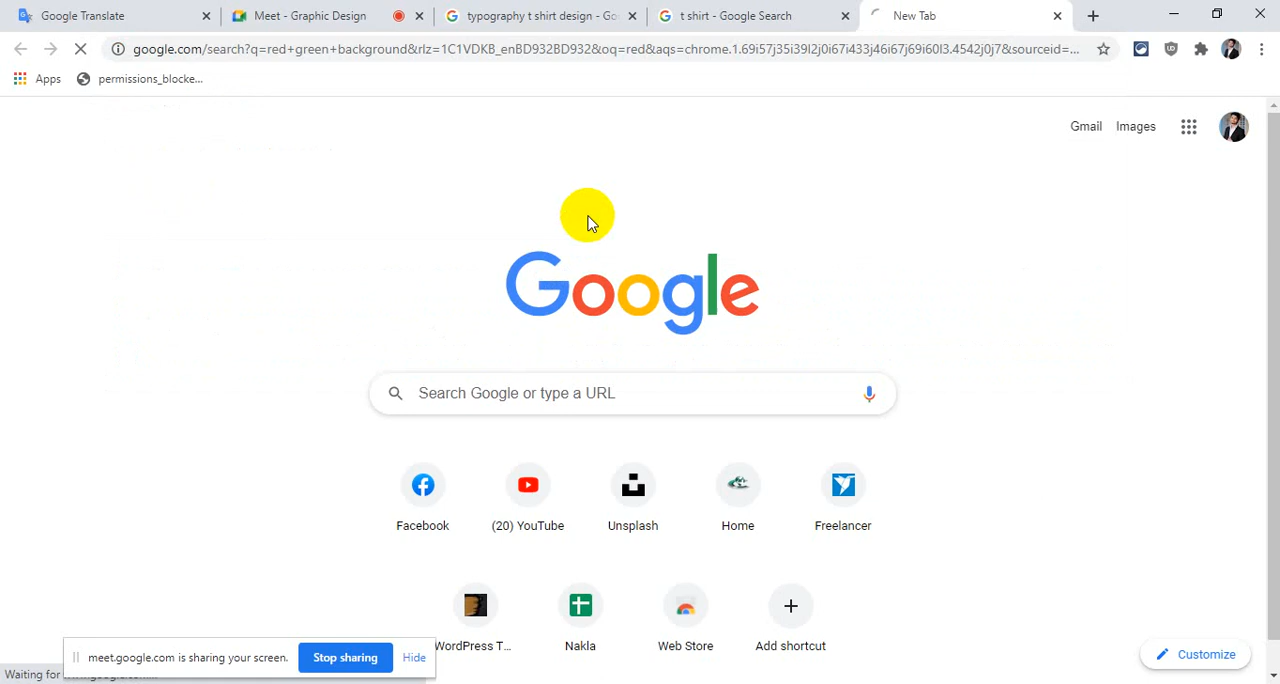 Google Translate
Meet - Graphic Design
typography t shirt design - Go
t shirt - Google Search
New Tab
google.com/search?q=red+green+background&rlz=1C1VDKB_enBD932BD932&oq=red&aqs=chrome.1.69i57j35i39l2j0i67i433j46i67j69i60l3.4542j0j7&sourceid=...
Apps
permissions_blocke...
Gmail
Images
Google
Search Google or type a URL
Facebook
(20) YouTube
Unsplash
Home
Freelancer
WordPress T...
Nakla
Web Store
Add shortcut
meet.google.com is sharing your screen.
Stop sharing
Hide
Customize
Waiting for